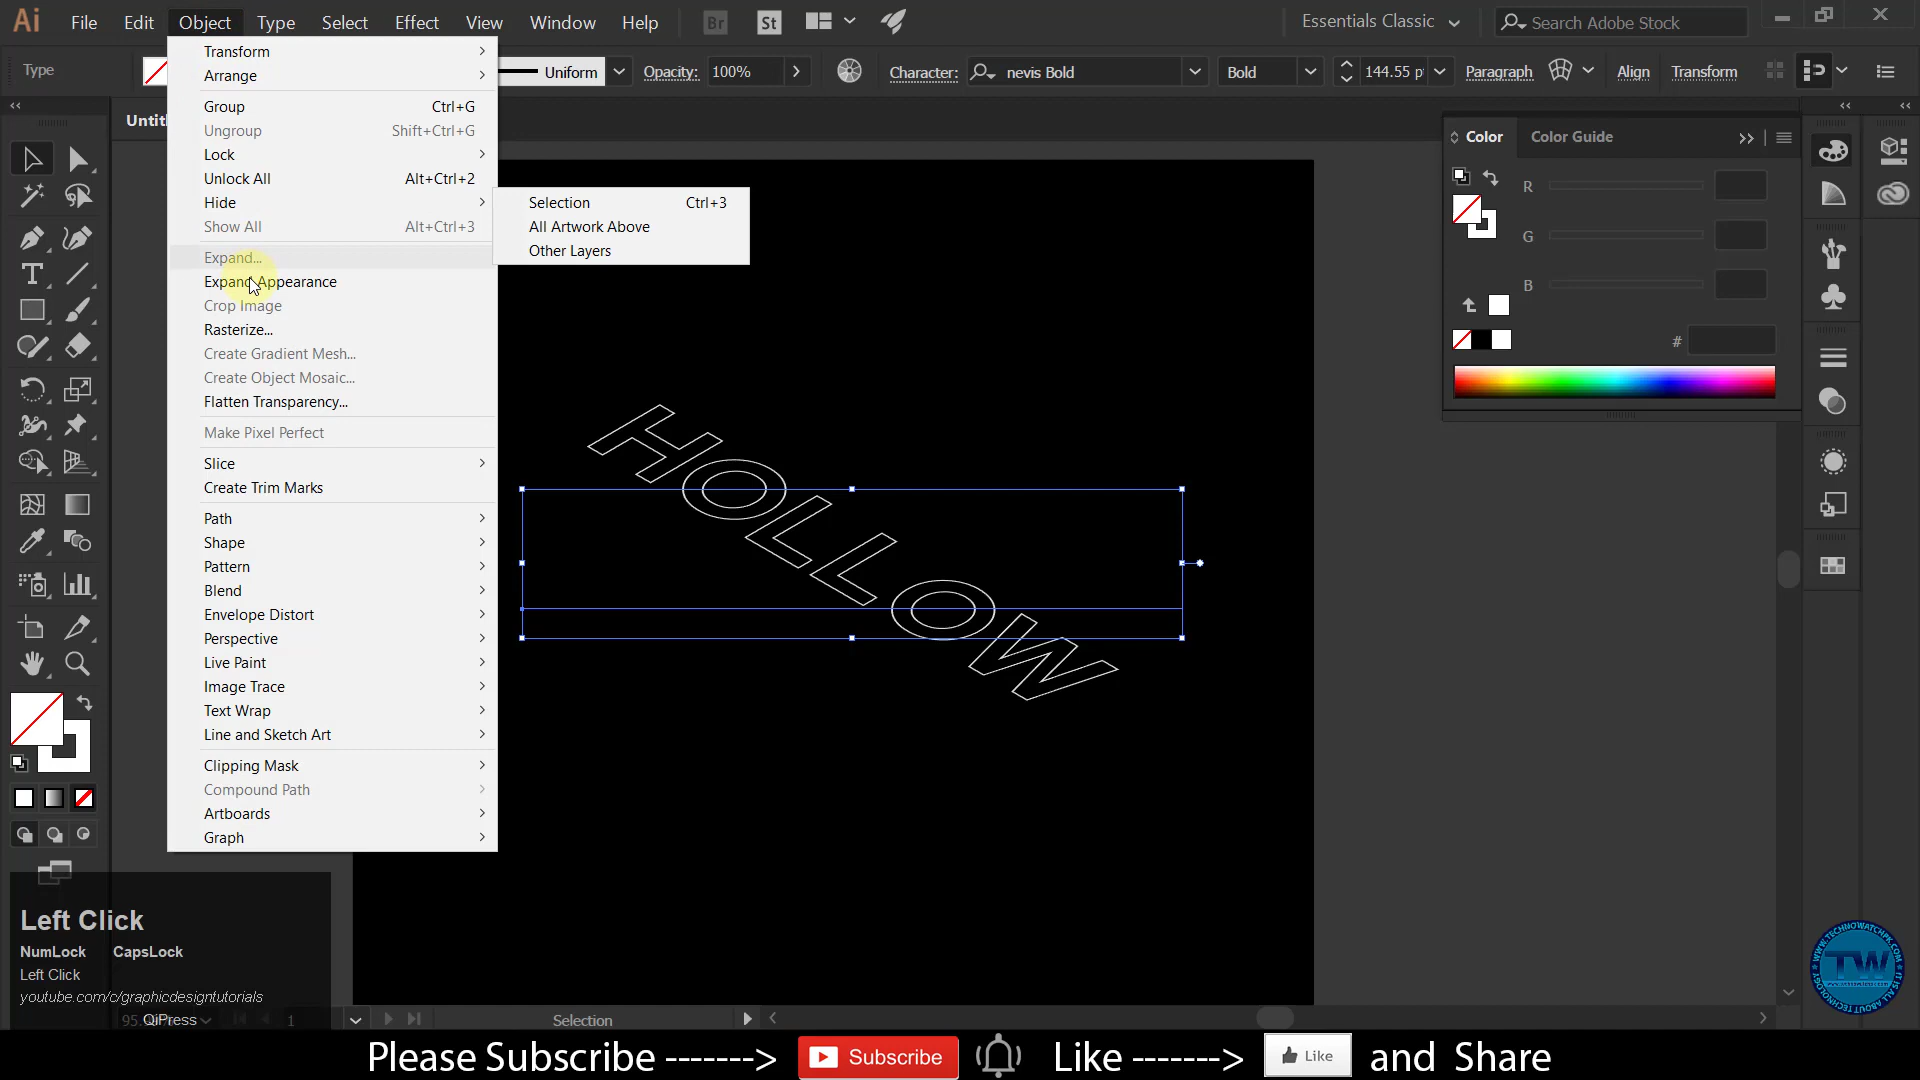 Ai File Edit Object Type Select Effect View Window Help Br St Essentials Classic Search Adobe Stock
Type Uniform Opacity: 100% Character: nevis Bold Bold 144.55 p Paragraph Align Transform
Untitl
Transform
Arrange
Group Ctrl+G
Ungroup Shift+Ctrl+G
Lock
Unlock All Alt+Ctrl+2
Hide
Show All Alt+Ctrl+3
Selection Ctrl+3
All Artwork Above
Other Layers
Expand...
Expand Appearance
Crop Image
Rasterize...
Create Gradient Mesh...
Create Object Mosaic...
Flatten Transparency...
Make Pixel Perfect
Slice
Create Trim Marks
Path
Shape
Pattern
Blend
Envelope Distort
Perspective
Live Paint
Image Trace
Text Wrap
Line and Sketch Art
Clipping Mask
Compound Path
Artboards
Graph
Color Color Guide
R
G
B
#
HOLLOW
Left Click
NumLock CapsLock
Left Click
youtube.com/c/graphicdesigntutorials
QiPress
1
Selection
TW
Please Subscribe -------> Subscribe Like -------> Like and Share